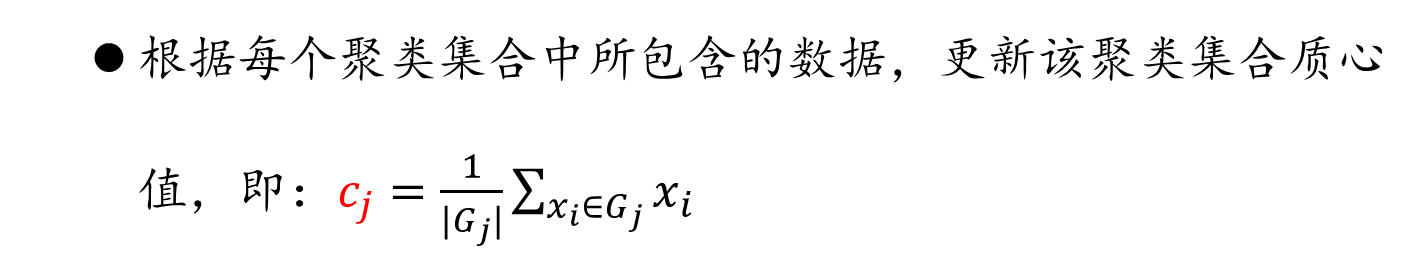 ● 根据每个聚类集合中所包含的数据，更新该聚类集合质心
值，即：$c_j = \frac{1}{|G_j|} \sum_{x_i \in G_j} x_i$